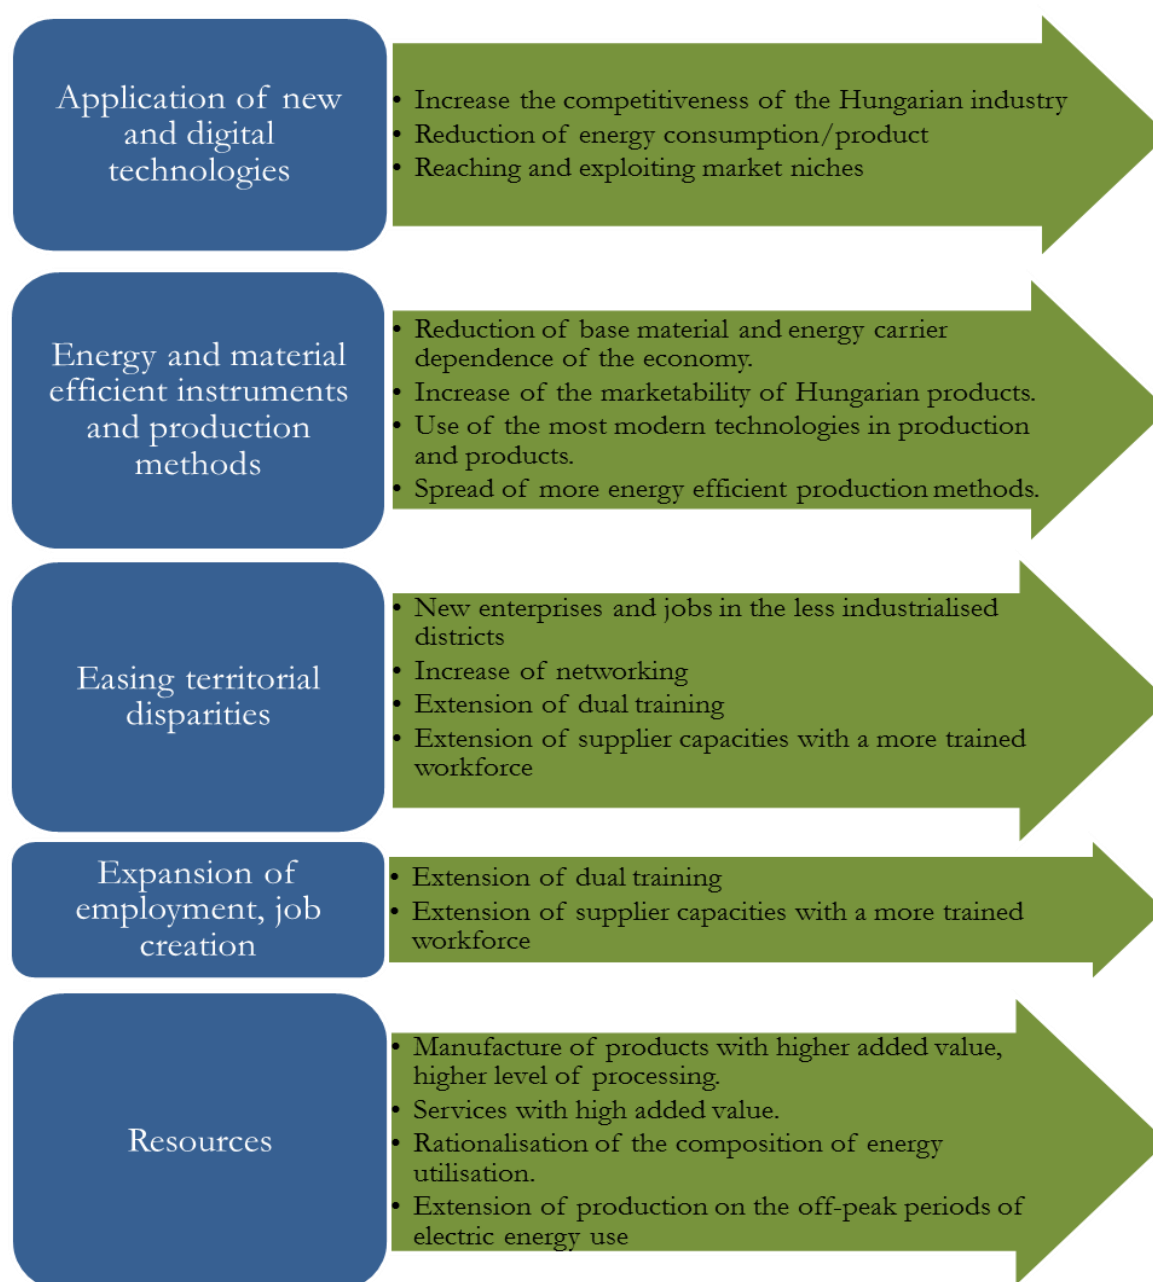 Application of new
and digital
technologies
• Increase the competitiveness of the Hungarian industry
• Reduction of energy consumption/product
• Reaching and exploiting market niches
Energy and material
efficient instruments
and production
methods
• Reduction of base material and energy carrier
dependence of the economy.
• Increase of the marketability of Hungarian products.
• Use of the most modern technologies in production
and products.
• Spread of more energy efficient production methods.
Easing territorial
disparities
• New enterprises and jobs in the less industrialised
districts
• Increase of networking
• Extension of dual training
• Extension of supplier capacities with a more trained
workforce
Expansion of
employment, job
creation
• Extension of dual training
• Extension of supplier capacities with a more trained
workforce
Resources
• Manufacture of products with higher added value,
higher level of processing.
• Services with high added value.
• Rationalisation of the composition of energy
utilisation.
• Extension of production on the off-peak periods of
electric energy use